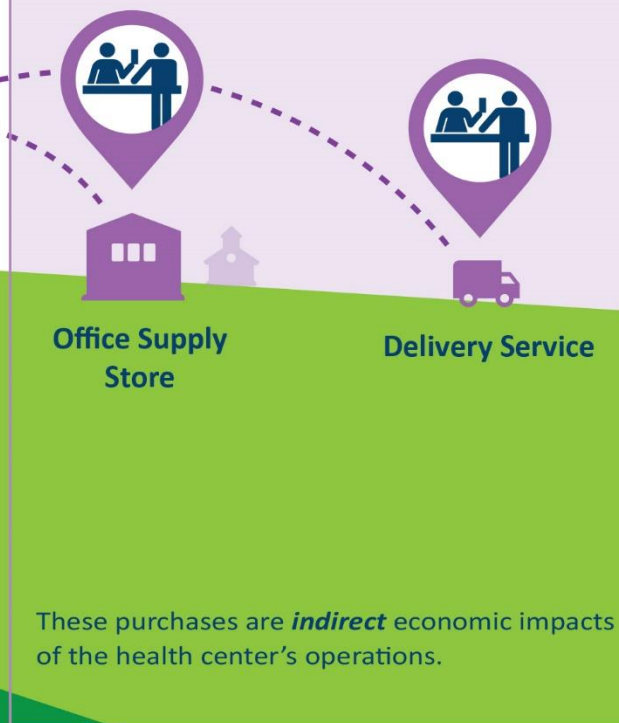 Office Supply
Store
Delivery Service
These purchases are indirect economic impacts
of the health center's operations.